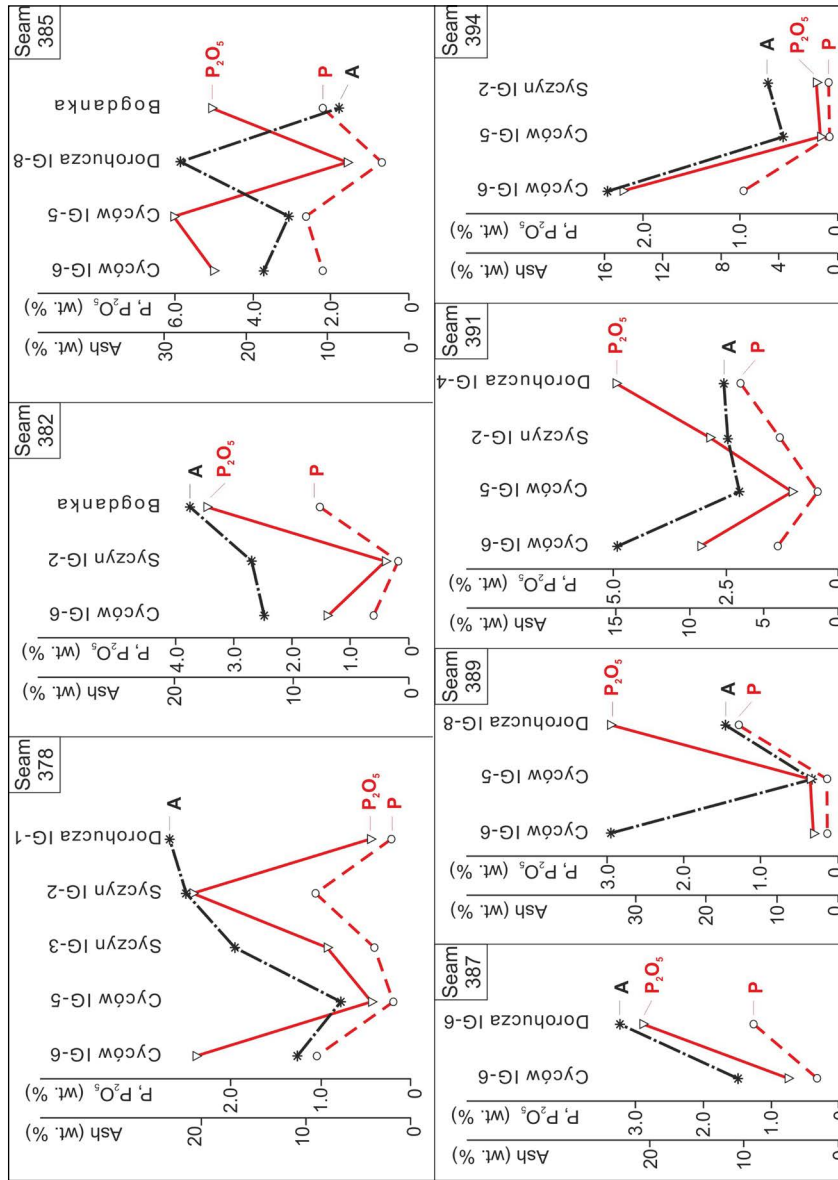 Seam
378
Ash (wt. %)
20
10
0
P, P₂O₅ (wt. %)
2.0
1.0
0
Cyców IG-6
Cyców IG-5
Syczyn IG-3
Syczyn IG-2
Dorohucza IG-1
A
P₂O₅
P
Seam
382
Ash (wt. %)
20
10
0
P, P₂O₅ (wt. %)
4.0
3.0
2.0
1.0
0
Cyców IG-6
Syczyn IG-2
Bogdanka
A
P₂O₅
P
Seam
385
Ash (wt. %)
30
20
10
0
P, P₂O₅ (wt. %)
6.0
4.0
2.0
0
Cyców IG-6
Cyców IG-5
Dorohucza IG-8
Bogdanka
P₂O₅
P
A
Seam
387
Ash (wt. %)
20
10
0
P, P₂O₅ (wt. %)
3.0
2.0
1.0
0
Cyców IG-6
Dorohucza IG-6
A
P₂O₅
P
Seam
389
Ash (wt. %)
30
20
10
0
P, P₂O₅ (wt. %)
3.0
2.0
1.0
0
Cyców IG-6
Cyców IG-5
Dorohucza IG-8
P₂O₅
A
P
Seam
391
Ash (wt. %)
15
10
5
0
P, P₂O₅ (wt. %)
5.0
2.5
0
Cyców IG-6
Cyców IG-5
Syczyn IG-2
Dorohucza IG-4
P₂O₅
A
P
Seam
394
Ash (wt. %)
16
12
8
4
0
P, P₂O₅ (wt. %)
2.0
1.0
0
Cyców IG-6
Cyców IG-5
Syczyn IG-2
A
P₂O₅
P